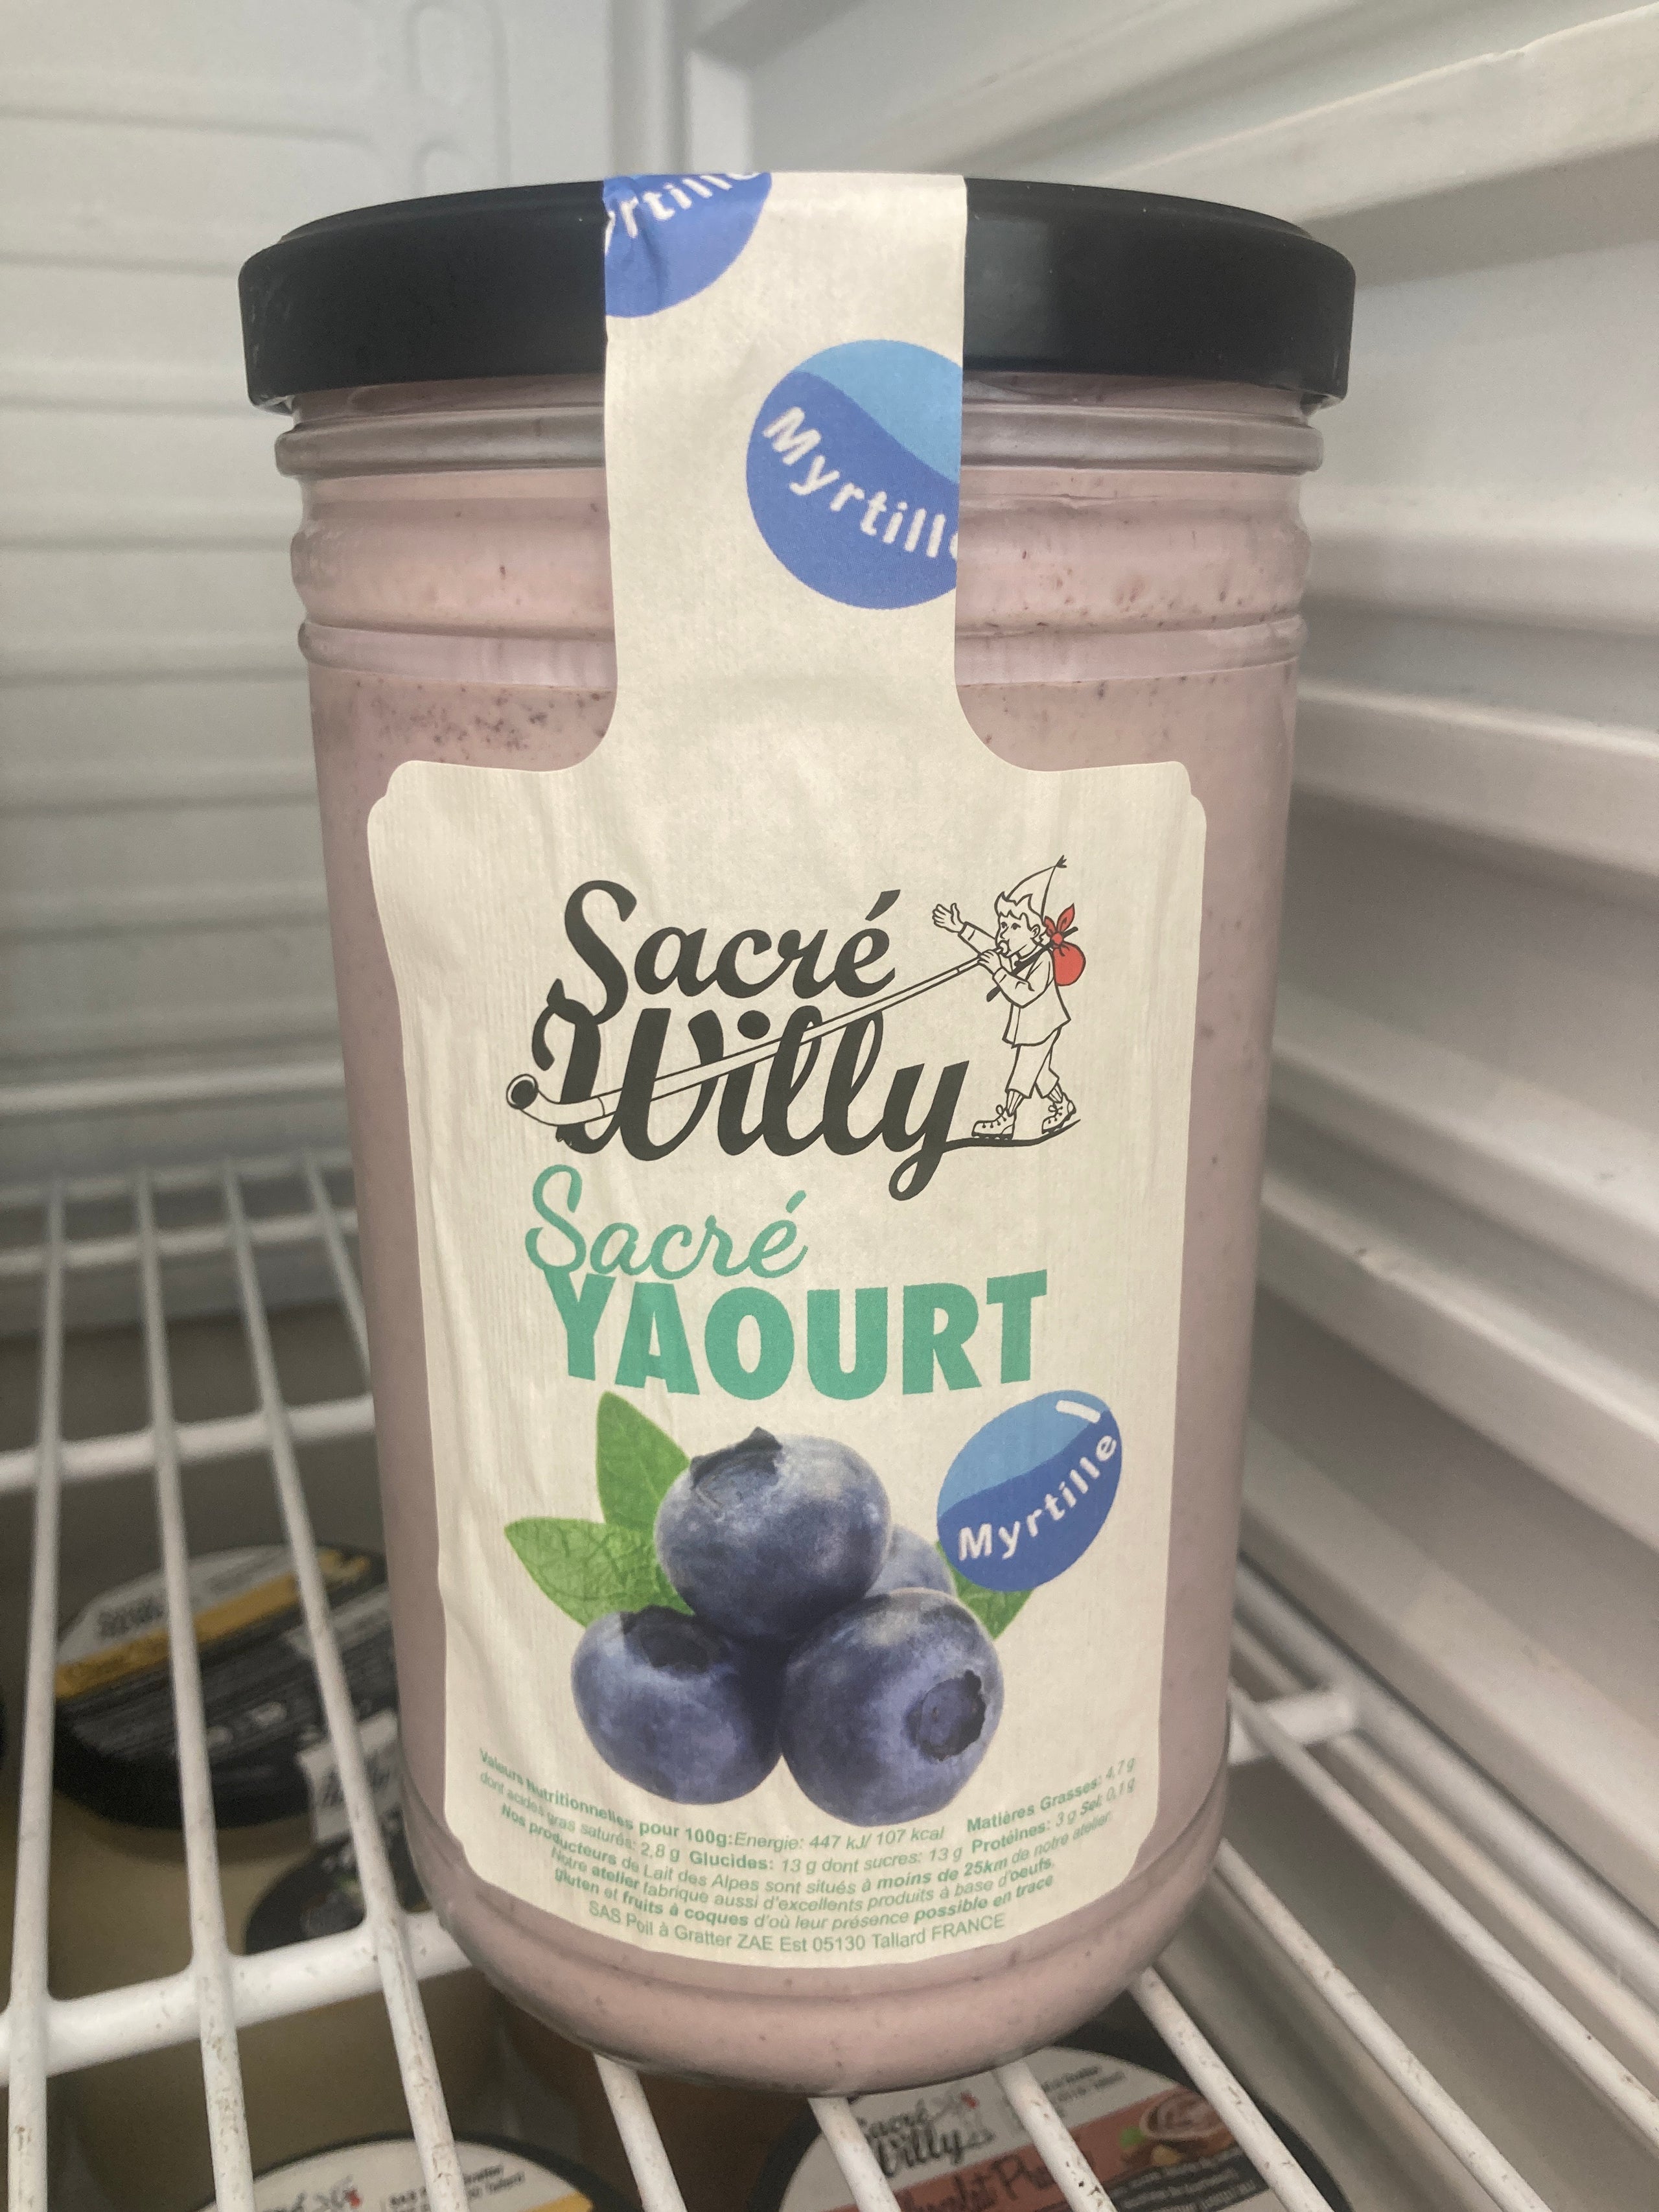 Myrtill
Sacré
Willy
Sacré
YAOURT
Myrtille
Valeurs Nutritionnelles pour 100g: Energie: 447 kJ/ 107 kcal Matières Grasses: 4,7 g
dont acides gras saturés: 2,8 g Glucides: 13 g dont sucres: 13 g Protéines: 3 g Sel: 0,1 g
Nos producteurs de Lait des Alpes sont situés à moins de 25km de notre atelier.
Notre atelier fabrique aussi d'excellents produits à base d'oeufs,
gluten et fruits à coques d'où leur présence possible en trace
SAS Poil à Gratter ZAE Est 05130 Tallard FRANCE
Sacré
Willy